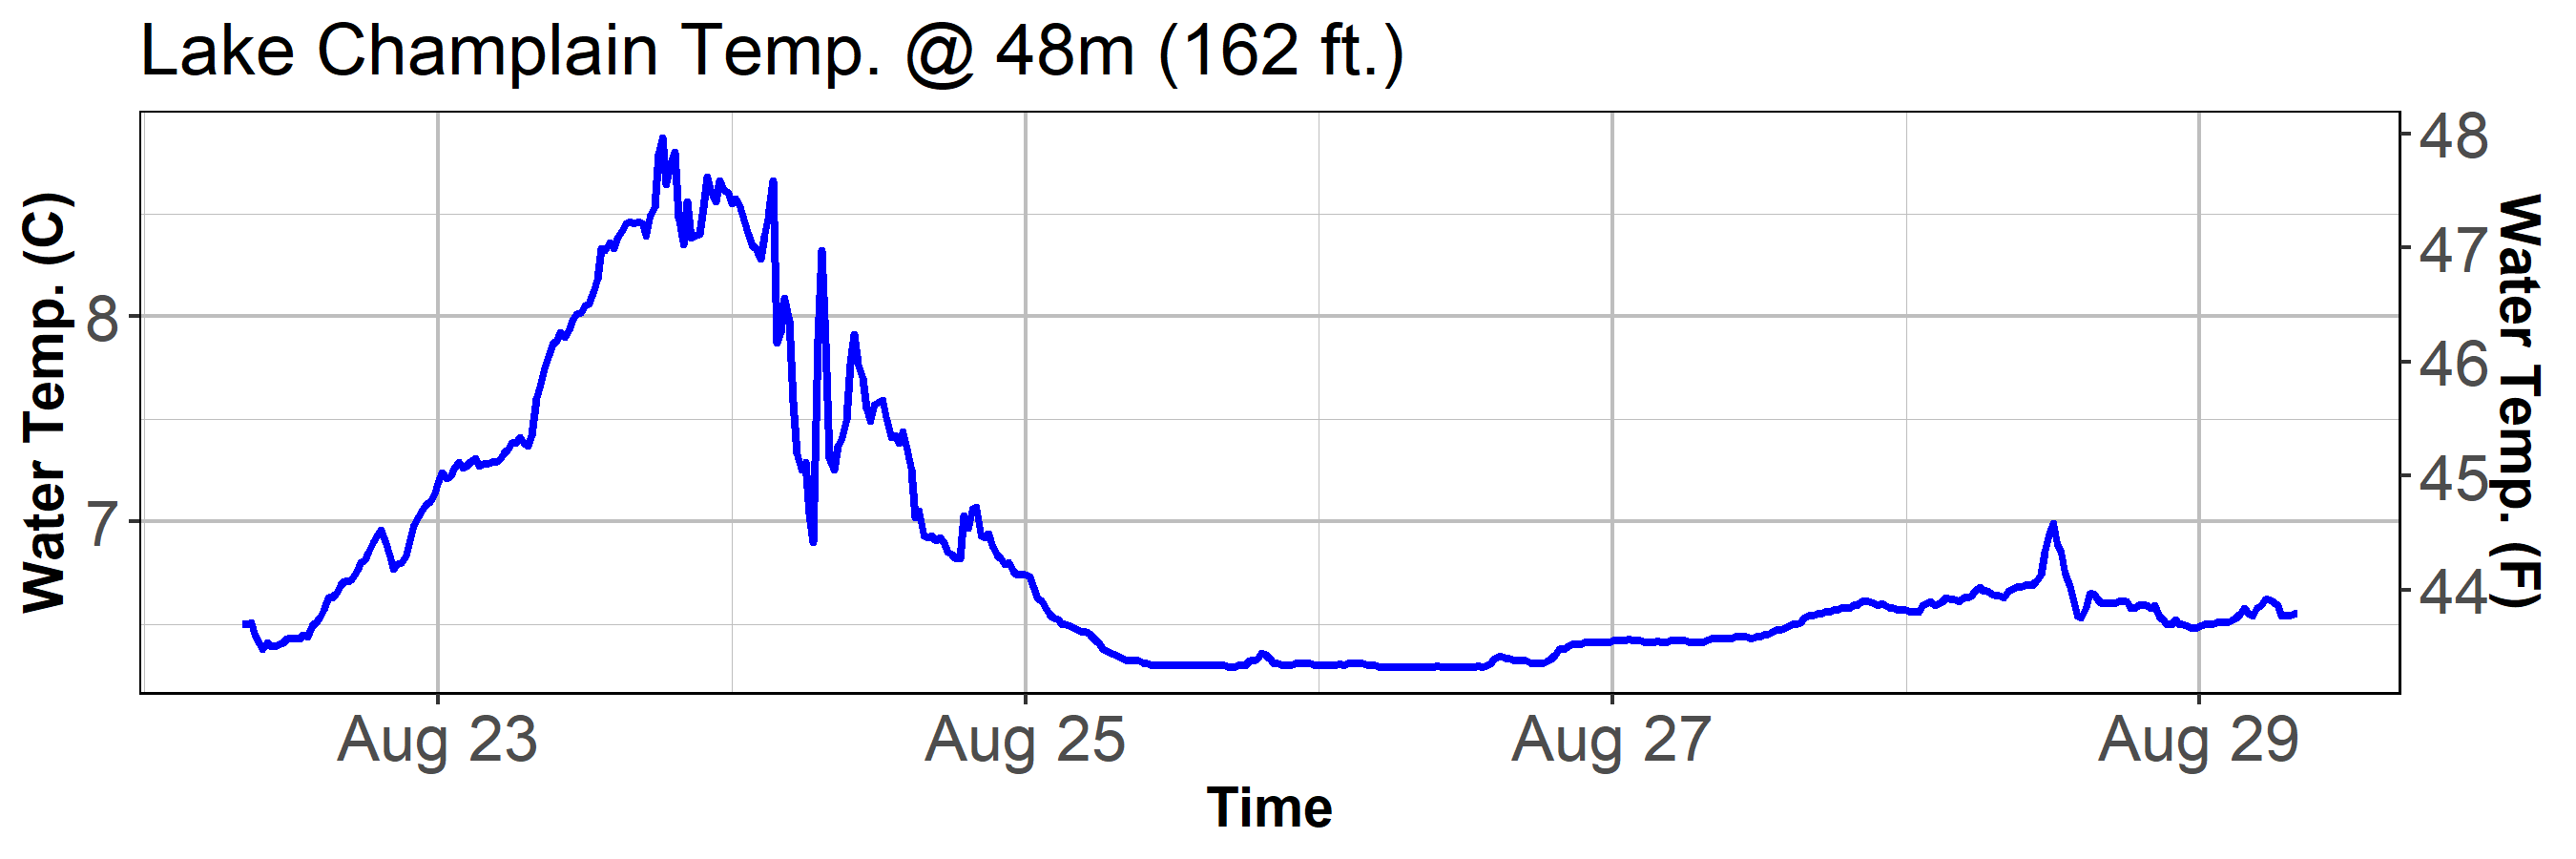 Lake Champlain Temp. @ 48m (162 ft.)
Water Temp. (C)
8
7
48
47
46
45
44
Water Temp. (F)
Aug 23
Aug 25
Aug 27
Aug 29
Time